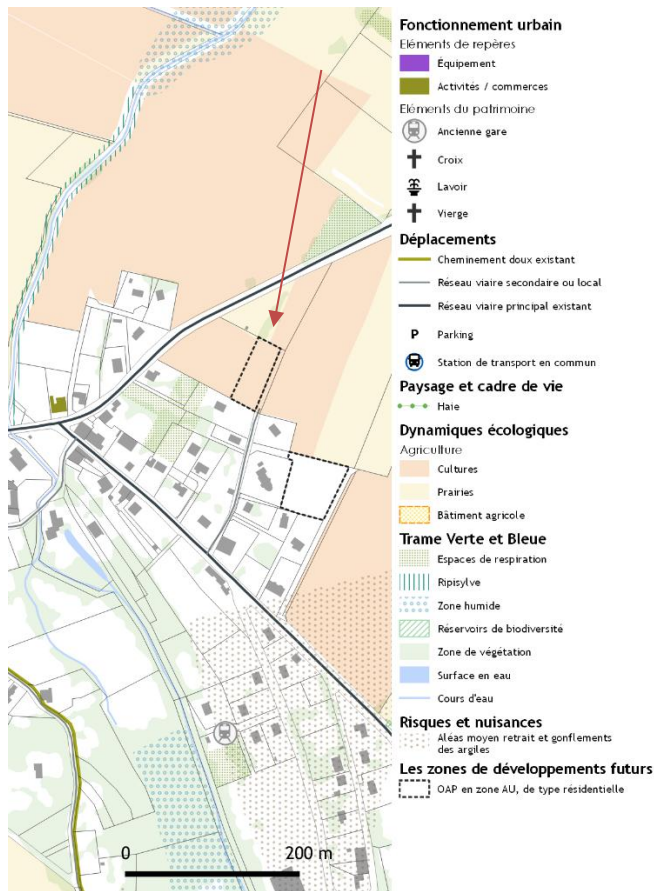 Fonctionnement urbain
Eléments de repères
Équipement
Activités / commerces
Eléments du patrimoine
Ancienne gare
Croix
Lavoir
Vierge
Déplacements
Cheminement doux existant
Réseau viaire secondaire ou local
Réseau viaire principal existant
P Parking
Station de transport en commun
Paysage et cadre de vie
Haie
Dynamiques écologiques
Agriculture
Cultures
Prairies
Bâtiment agricole
Trame Verte et Bleue
Espaces de respiration
Ripisylve
Zone humide
Réservoirs de biodiversité
Zone de végétation
Surface en eau
Cours d'eau
Risques et nuisances
Aléas moyen retrait et gonflements
des argiles
Les zones de développements futurs
OAP en zone AU, de type résidentielle
0 200 m